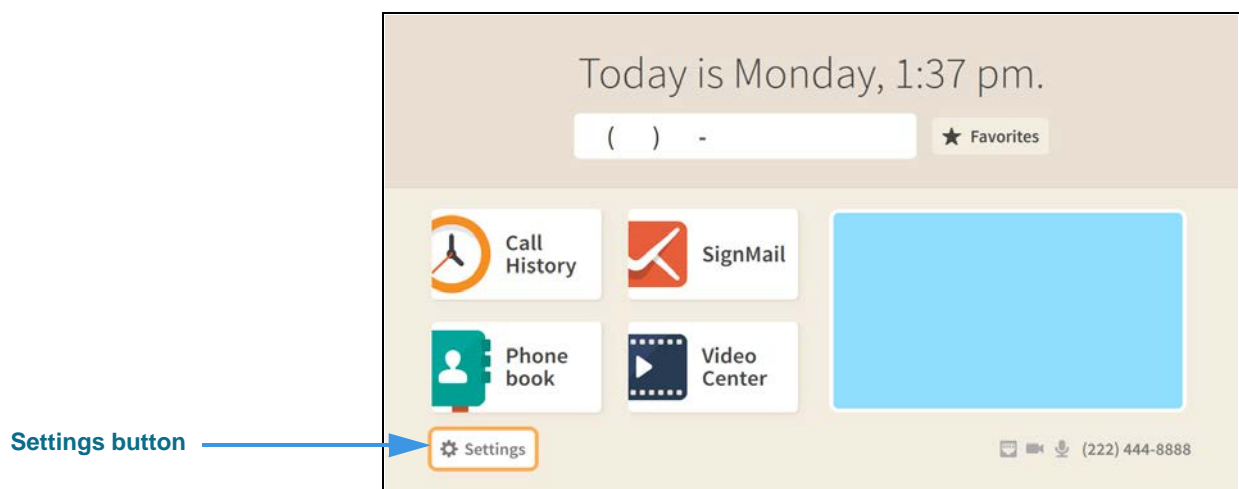 Today is Monday, 1:37 pm.
( ) -
Favorites
Call
History
SignMail
Phone
book
Video
Center
Settings button
Settings
(222) 444-8888